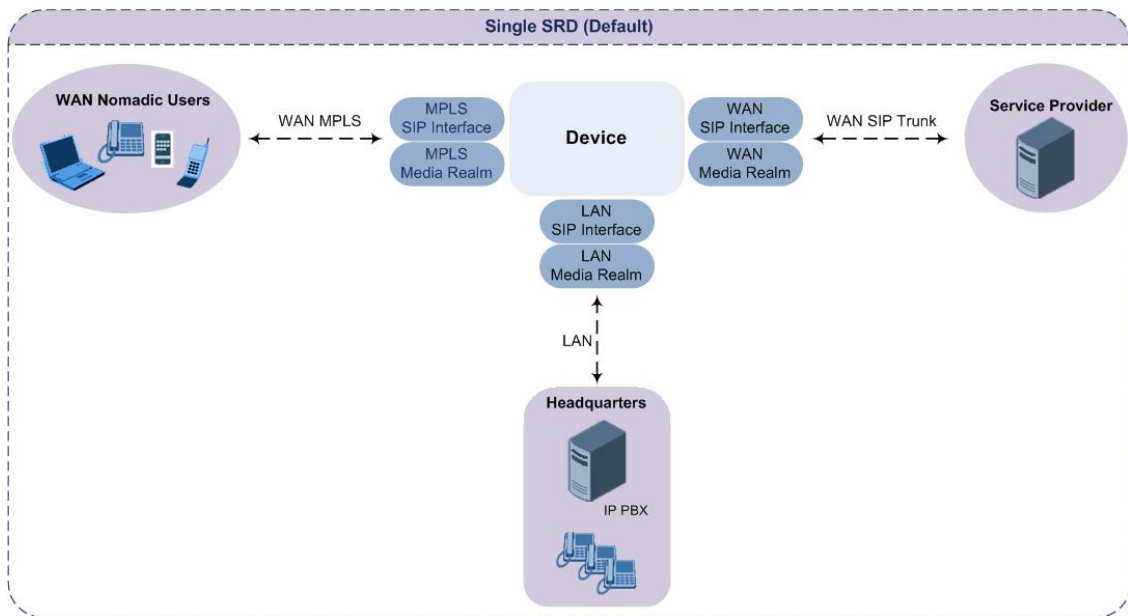 Single SRD (Default)
WAN Nomadic Users
WAN MPLS
MPLS
SIP Interface
MPLS
Media Realm
Device
WAN
SIP Interface
WAN
Media Realm
WAN SIP Trunk
Service Provider
LAN
SIP Interface
LAN
Media Realm
LAN
Headquarters
IP PBX